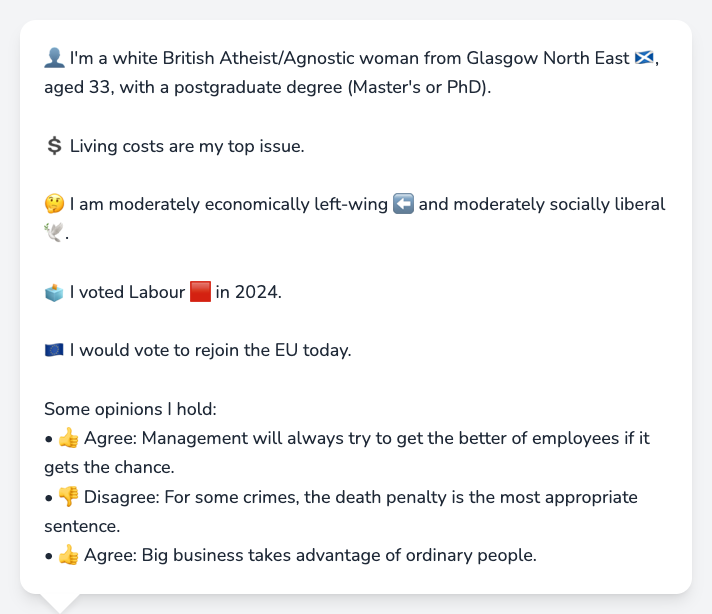 👤 I'm a white British Atheist/Agnostic woman from Glasgow North East 🏴󠁧󠁢󠁳󠁣󠁴󠁿,
aged 33, with a postgraduate degree (Master's or PhD).
💲 Living costs are my top issue.
🤔 I am moderately economically left-wing ⬅️ and moderately socially liberal
🕊️.
🗳️ I voted Labour 🟥 in 2024.
🇪🇺 I would vote to rejoin the EU today.
Some opinions I hold:
• 👍 Agree: Management will always try to get the better of employees if it
gets the chance.
• 👎 Disagree: For some crimes, the death penalty is the most appropriate
sentence.
• 👍 Agree: Big business takes advantage of ordinary people.